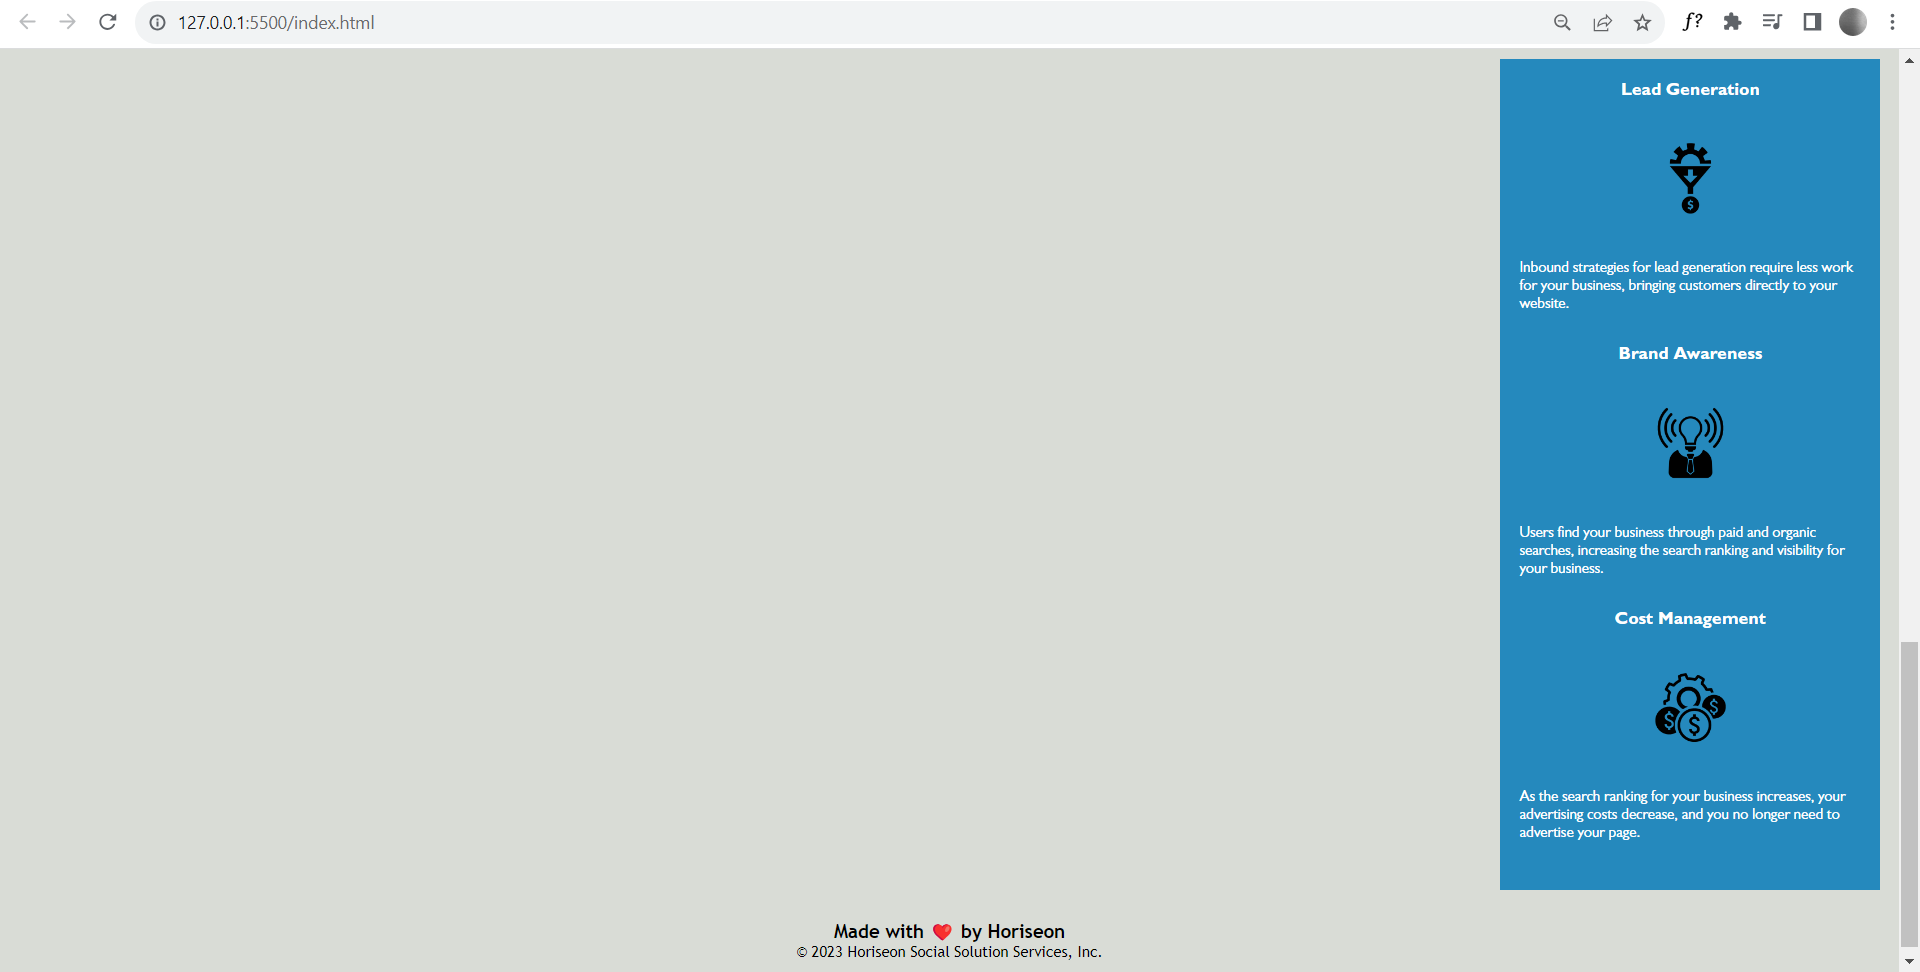 127.0.0.1:5500/index.html
f?
Lead Generation
$
Inbound strategies for lead generation require less work
for your business, bringing customers directly to your
website.
Brand Awareness
Users find your business through paid and organic
searches, increasing the search ranking and visibility for
your business.
Cost Management
$ $ $
As the search ranking for your business increases, your
advertising costs decrease, and you no longer need to
advertise your page.
Made with ❤️ by Horiseon
© 2023 Horiseon Social Solution Services, Inc.